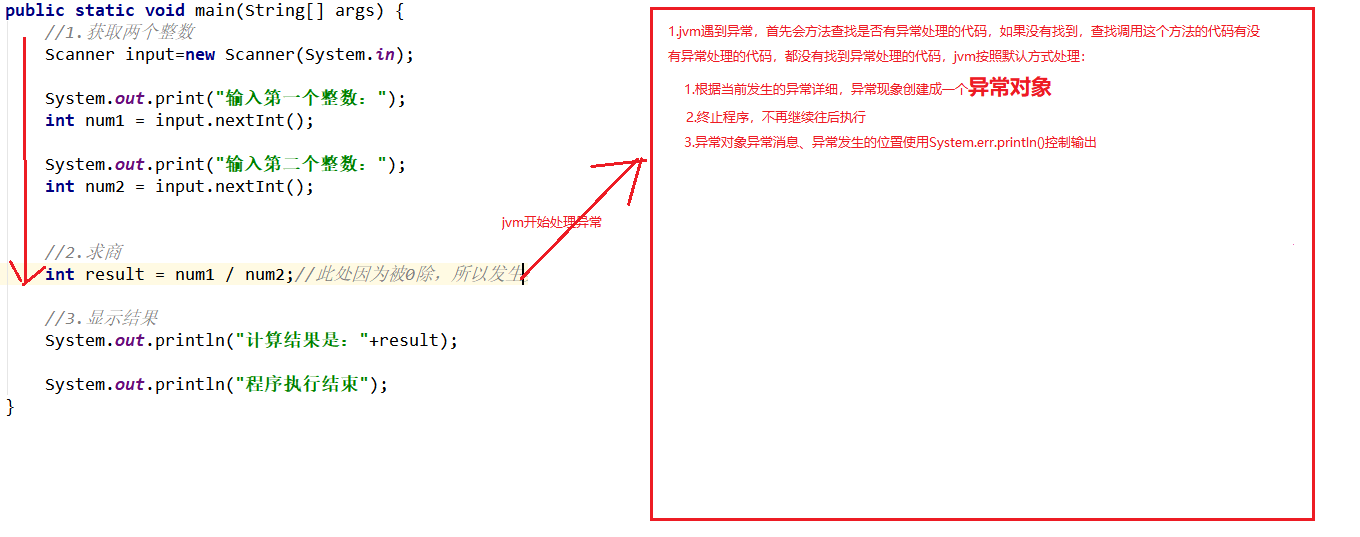 public static void main(String[] args) {
//1.获取两个整数
Scanner input=new Scanner(System.in);
System.out.print("输入第一个整数：");
int num1 = input.nextInt();
System.out.print("输入第二个整数：");
int num2 = input.nextInt();
//2.求商
int result = num1 / num2;//此处因为被0除，所以发生
//3.显示结果
System.out.println("计算结果是："+result);
System.out.println("程序执行结束");
}
jvm开始处理异常
1.jvm遇到异常，首先会方法查找是否有异常处理的代码，如果没有找到，查找调用这个方法的代码有没
有异常处理的代码，都没有找到异常处理的代码，jvm按照默认方式处理：
1.根据当前发生的异常详细，异常现象创建成一个异常对象
2.终止程序，不再继续往后执行
3.异常对象异常消息、异常发生的位置使用System.err.println()控制输出